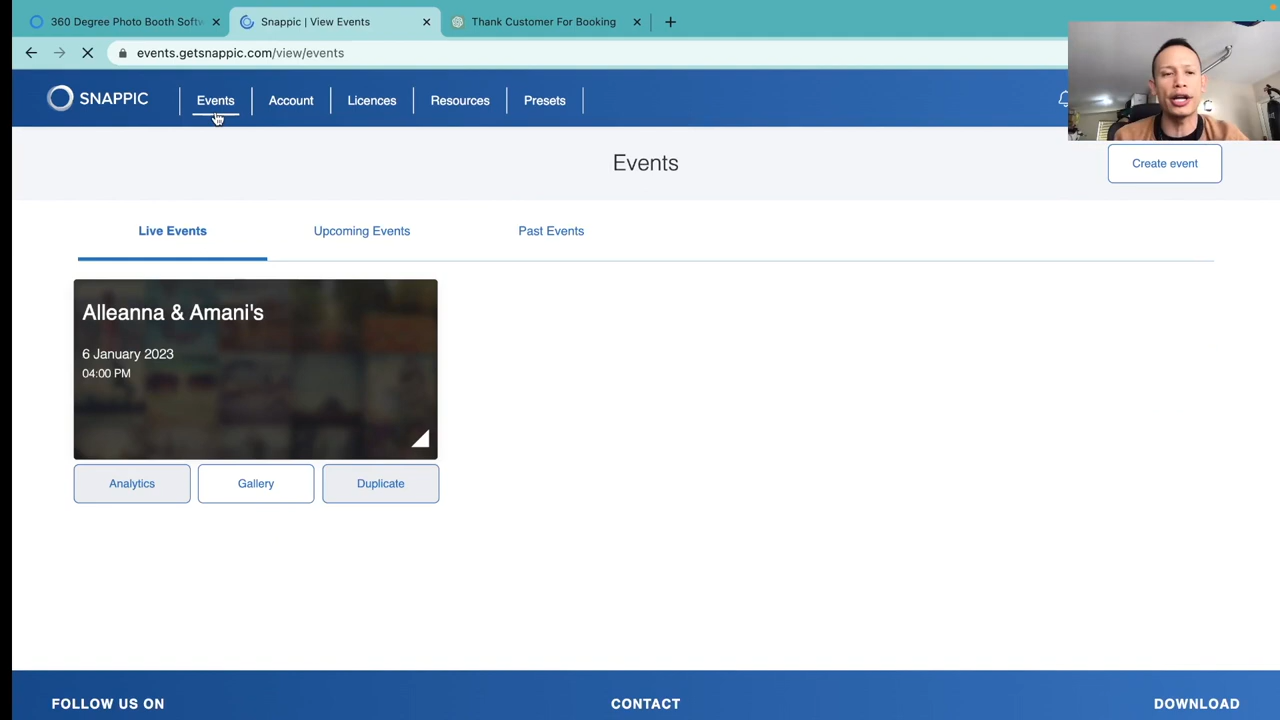 360 Degree Photo Booth Softw
Snappic | View Events
Thank Customer For Booking
events.getsnappic.com/view/events
SNAPPIC
Events
Account
Licences
Resources
Presets
Events
Create event
Live Events
Upcoming Events
Past Events
Alleanna & Amani's
6 January 2023
04:00 PM
Analytics
Gallery
Duplicate
FOLLOW US ON
CONTACT
DOWNLOAD